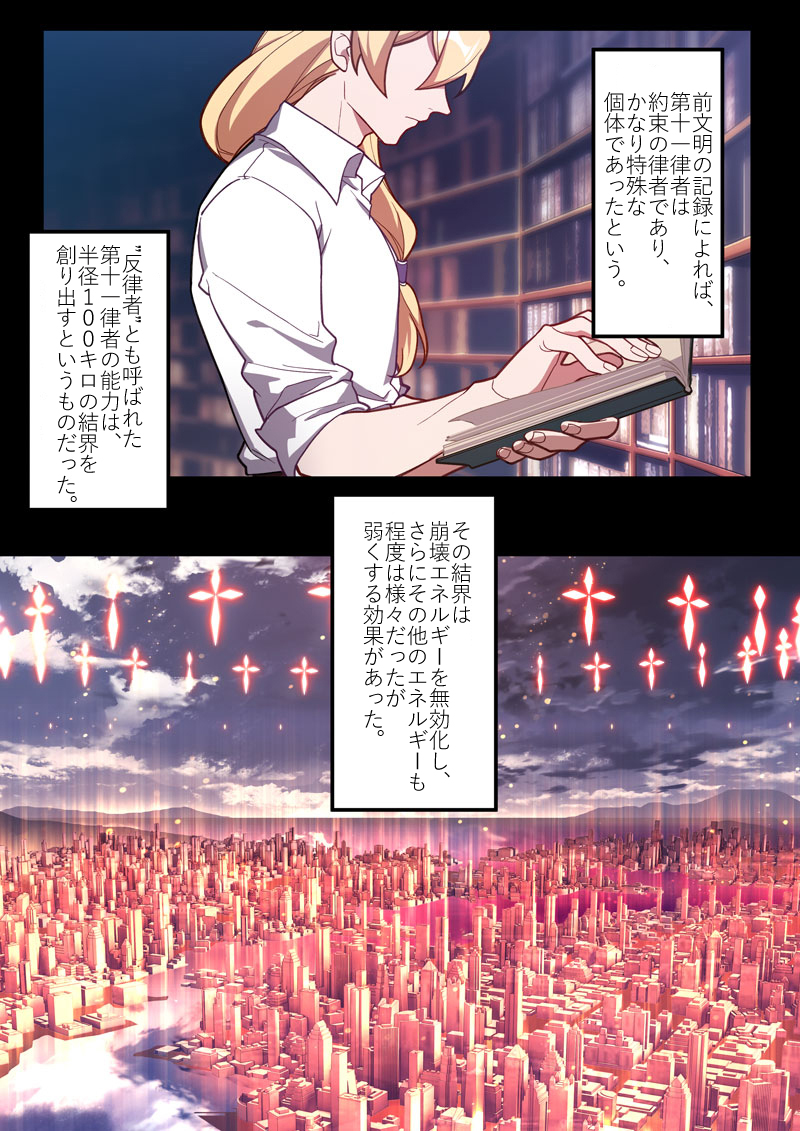 前文明の記録によれば、
第十一律者は
約束の律者であり、
かなり特殊な
個体であったという。
”反律者”とも呼ばれた
第十一律者の能力は、
半径100キロの結界を
創り出すというものだった。
その結界は
崩壊エネルギーを無効化し、
さらにその他のエネルギーも
程度は様々だったが
弱くする効果があった。